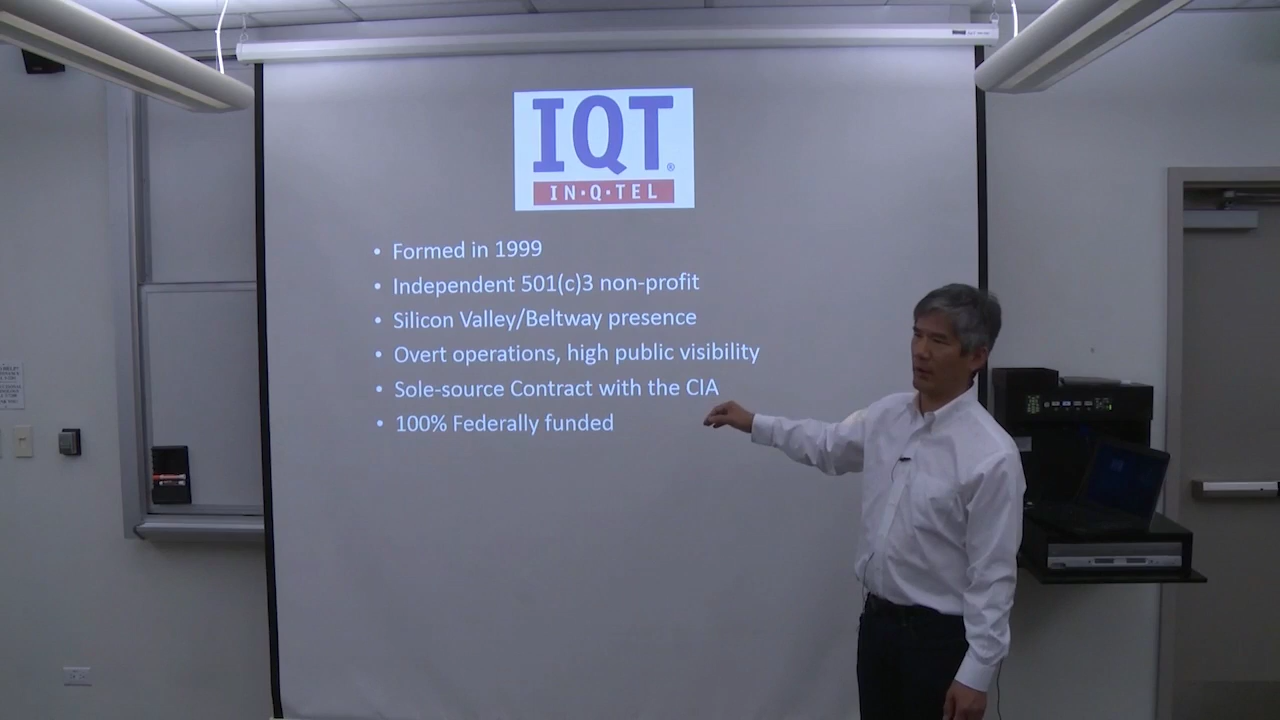 IQT®
IN·Q·TEL
• Formed in 1999
• Independent 501(c)3 non-profit
• Silicon Valley/Beltway presence
• Overt operations, high public visibility
• Sole-source Contract with the CIA
• 100% Federally funded